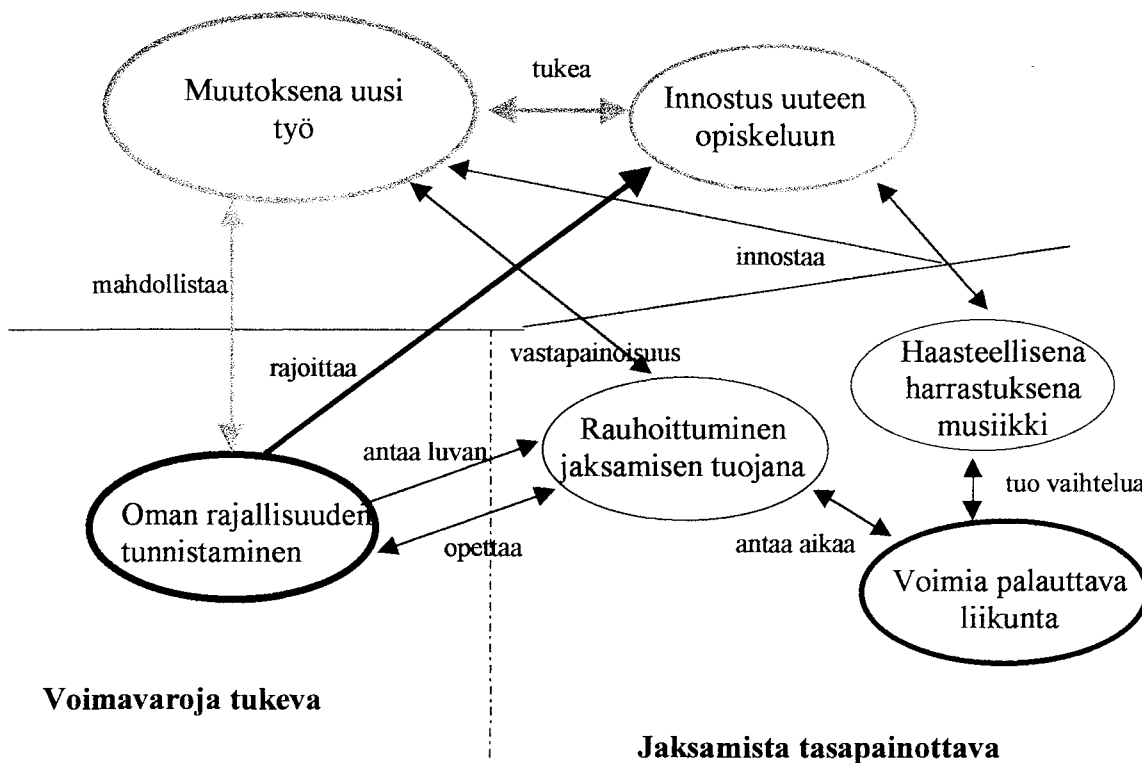 tukea
Muutoksena uusi
työ
Innostus uuteen
opiskeluun
innostaa
mahdollistaa
rajoittaa
vastapainoisuus
Haasteellisena
harrastuksena
musiikki
antaa luvan
Rauhoittuminen
jaksamisen tuojana
tuo vaihtelua
Oman rajallisuuden
tunnistaminen
opettaa
antaa aikaa
Voimia palauttava
liikunta
Voimavaroja tukeva
Jaksamista tasapainottava